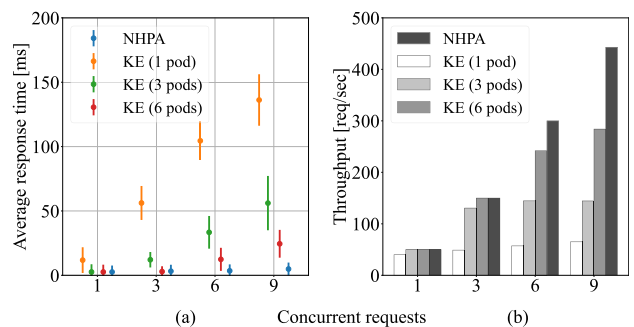 Average response time [ms]
200
150
100
50
0
NHPA
KE (1 pod)
KE (3 pods)
KE (6 pods)
1
3
6
9
(a)
Throughput [req/sec]
500
400
300
200
100
0
NHPA
KE (1 pod)
KE (3 pods)
KE (6 pods)
1
3
6
9
(b)
Concurrent requests